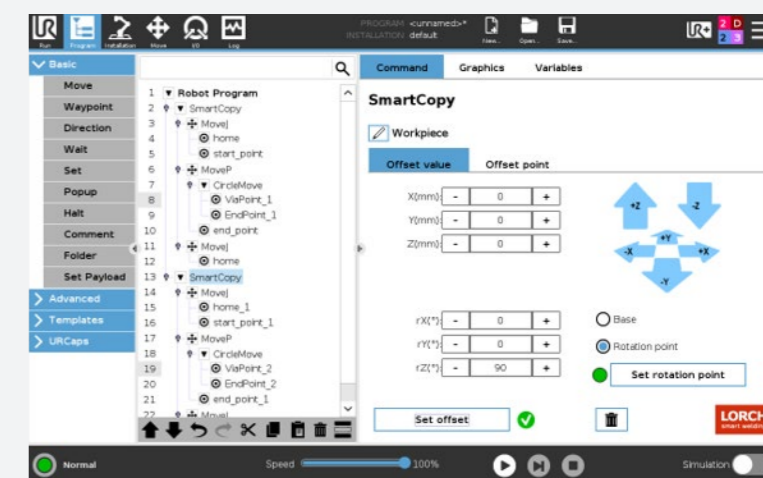 UR
Run
Program
Installation
Move
I/O
Log
PROGRAM <unnamed>*
INSTALLATION default
New...
Open...
Save...
UR+
2 D
2 3
Basic
Move
Waypoint
Direction
Wait
Set
Popup
Halt
Comment
Folder
Set Payload
Advanced
Templates
URCaps
1 Robot Program
2 SmartCopy
3 MoveJ
4 home
5 start_point
6 MoveP
7 CircleMove
8 ViaPoint_1
9 EndPoint_1
10 end_point
11 MoveJ
12 home
13 SmartCopy
14 MoveJ
15 home_1
16 start_point_1
17 MoveP
18 CircleMove
19 ViaPoint_2
20 EndPoint_2
21 end_point_1
22 MoveJ
Command Graphics Variables
SmartCopy
Workpiece
Offset value Offset point
X(mm): - 0 +
Y(mm): - 0 +
Z(mm): - 0 +
+Z -Z
+Y
-X +X
-Y
rX(°): - 0 +
rY(°): - 0 +
rZ(°): - 90 +
Base
Rotation point
Set rotation point
Set offset
LORCH
smart welding
Normal
Speed 100%
Simulation